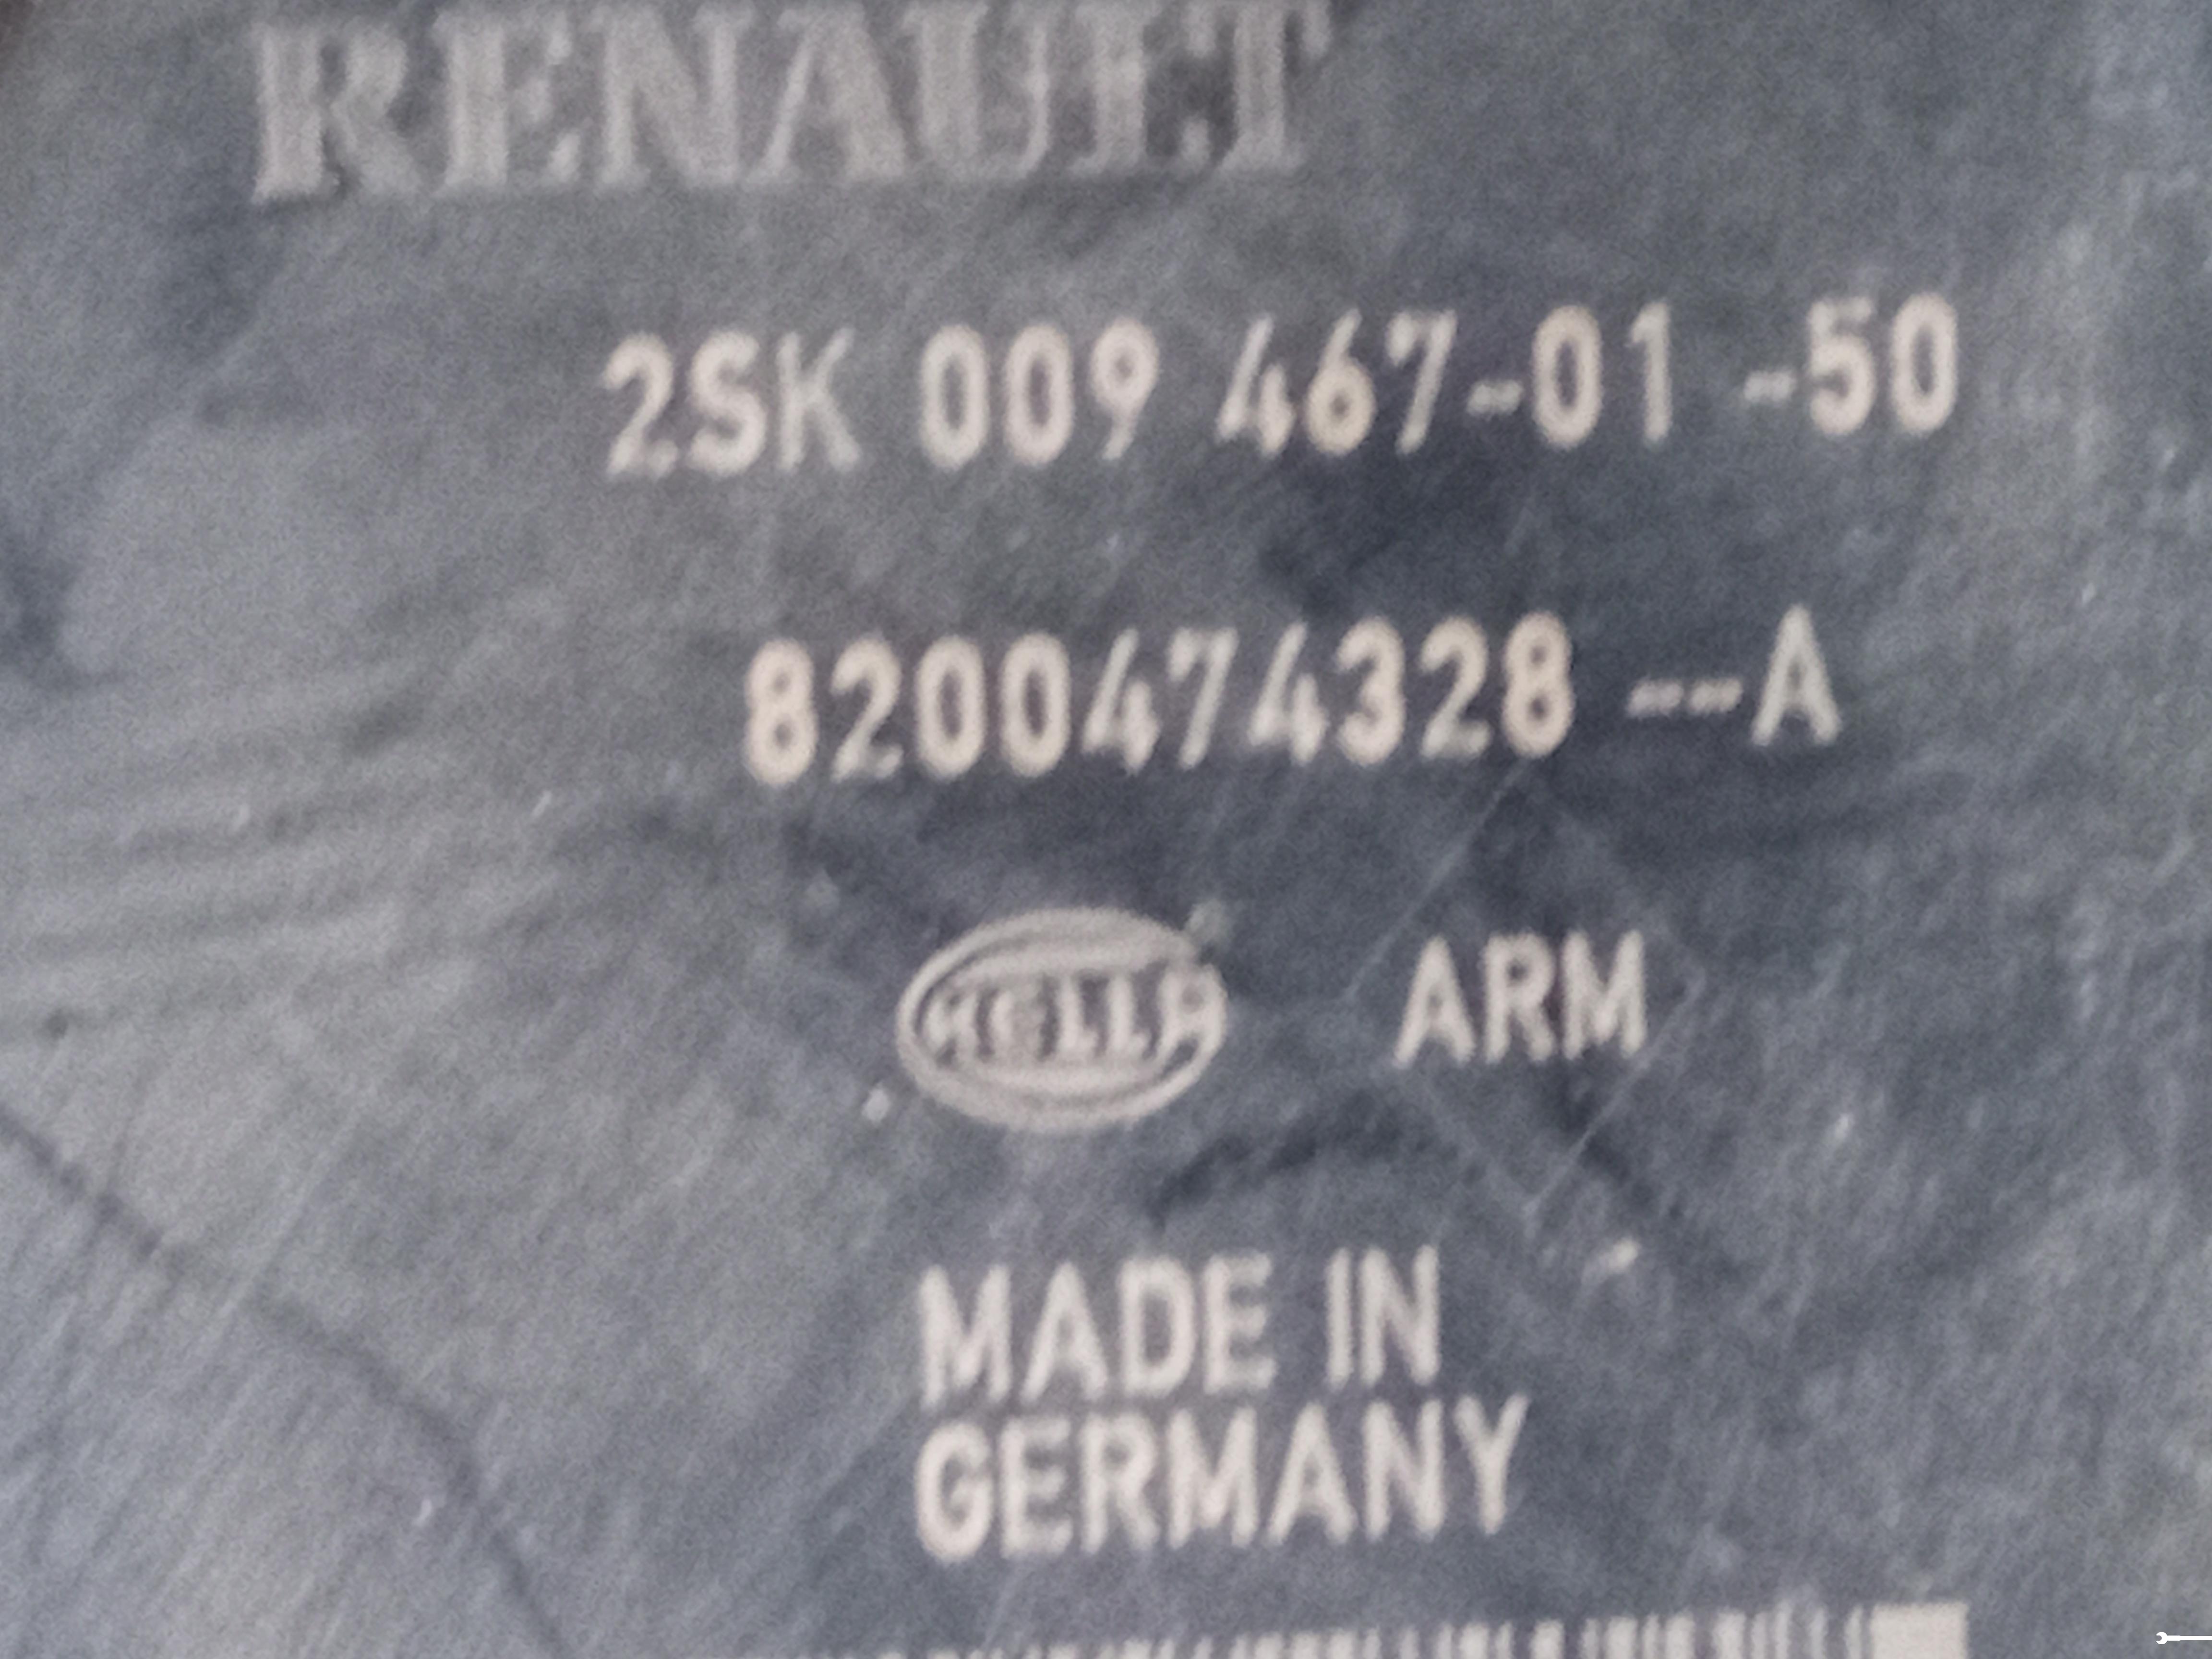 RENAULT
2SK 009 467-01 -50
8200474328 --A
HELLA ARM
MADE IN
GERMANY